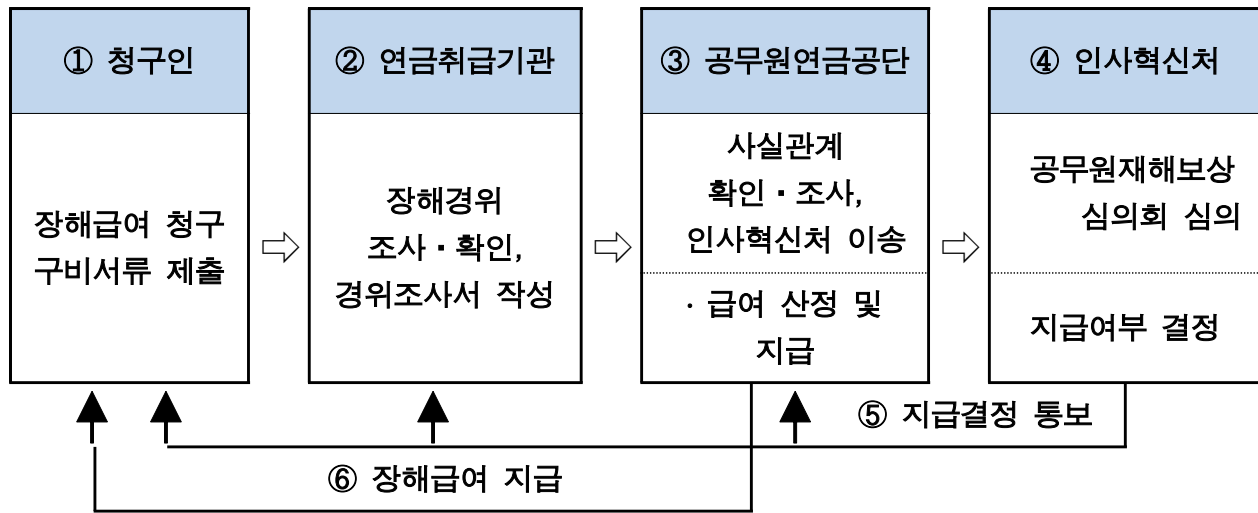 ① 청구인
장해급여 청구
구비서류 제출
② 연금취급기관
장해경위
조사·확인,
경위조사서 작성
③ 공무원연금공단
사실관계
확인·조사,
인사혁신처 이송
· 급여 산정 및
지급
④ 인사혁신처
공무원재해보상
심의회 심의
지급여부 결정
⑤ 지급결정 통보
⑥ 장해급여 지급